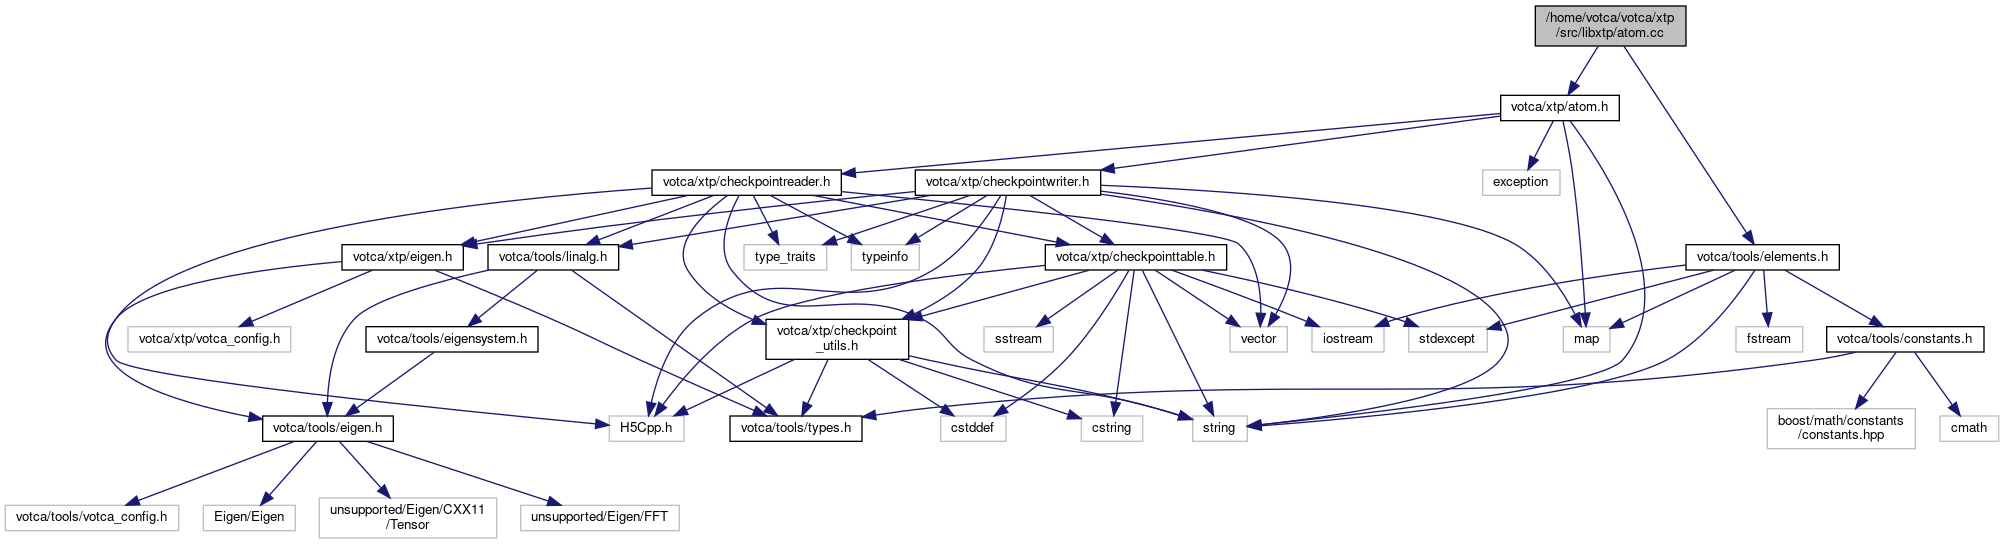 /home/votca/votca/xtp
/src/libxtp/atom.cc
votca/xtp/atom.h
votca/xtp/checkpointreader.h
votca/xtp/checkpointwriter.h
exception
votca/xtp/eigen.h
votca/tools/linalg.h
type_traits
typeinfo
votca/xtp/checkpointtable.h
votca/tools/elements.h
votca/xtp/votca_config.h
votca/tools/eigensystem.h
votca/xtp/checkpoint
_utils.h
sstream
vector
iostream
stdexcept
map
fstream
votca/tools/constants.h
votca/tools/eigen.h
H5Cpp.h
votca/tools/types.h
cstddef
cstring
string
boost/math/constants
/constants.hpp
cmath
votca/tools/votca_config.h
Eigen/Eigen
unsupported/Eigen/CXX11
/Tensor
unsupported/Eigen/FFT